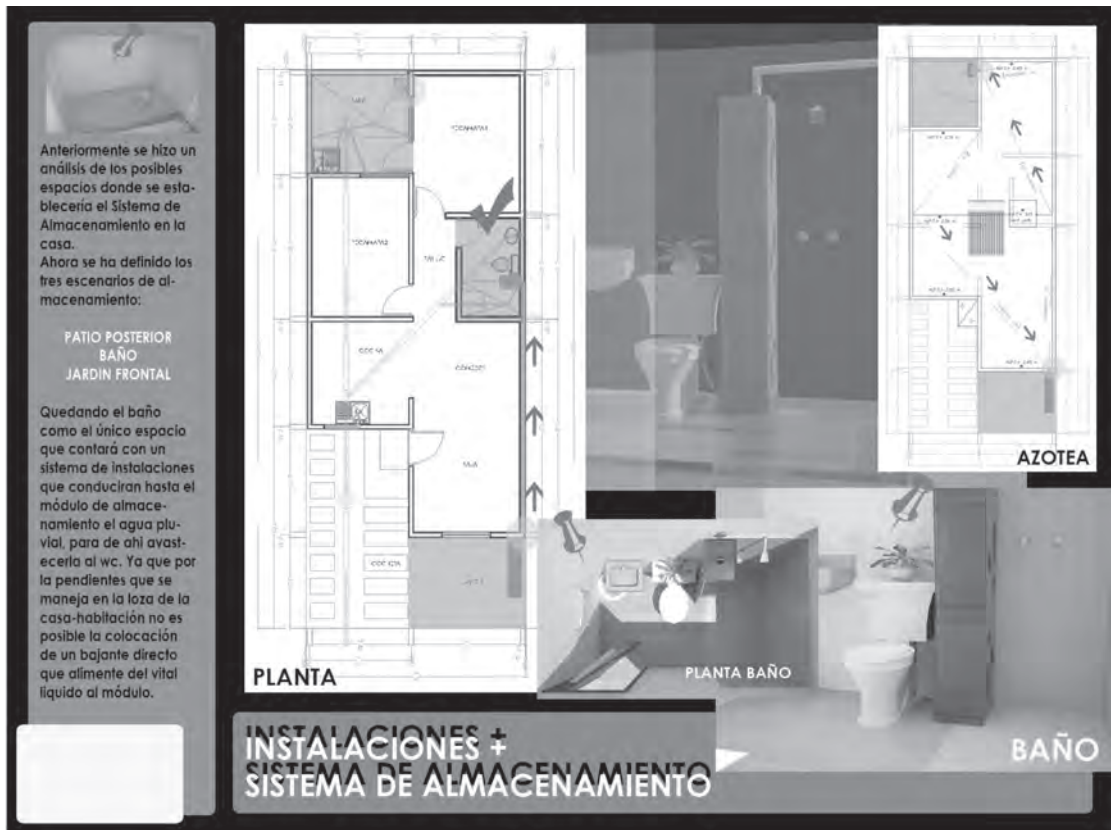 Anteriormente se hizo un
análisis de los posibles
espacios donde se esta-
blecería el Sistema de
Almacenamiento en la
casa.
Ahora se ha definido los
tres escenarios de al-
macenamiento:
PATIO POSTERIOR
BAÑO
JARDIN FRONTAL
Quedando el baño
como el único espacio
que contará con un
sistema de instalaciones
que conduciran hasta el
módulo de almace-
namiento el agua plu-
vial, para de ahi avast-
ecerla al wc. Ya que por
la pendientes que se
maneja en la loza de la
casa-habitación no es
posible la colocación
de un bajante directo
que alimente del vital
liquido al módulo.
PLANTA
AZOTEA
PLANTA BAÑO
BAÑO
INSTALACIONES +
SISTEMA DE ALMACENAMIENTO